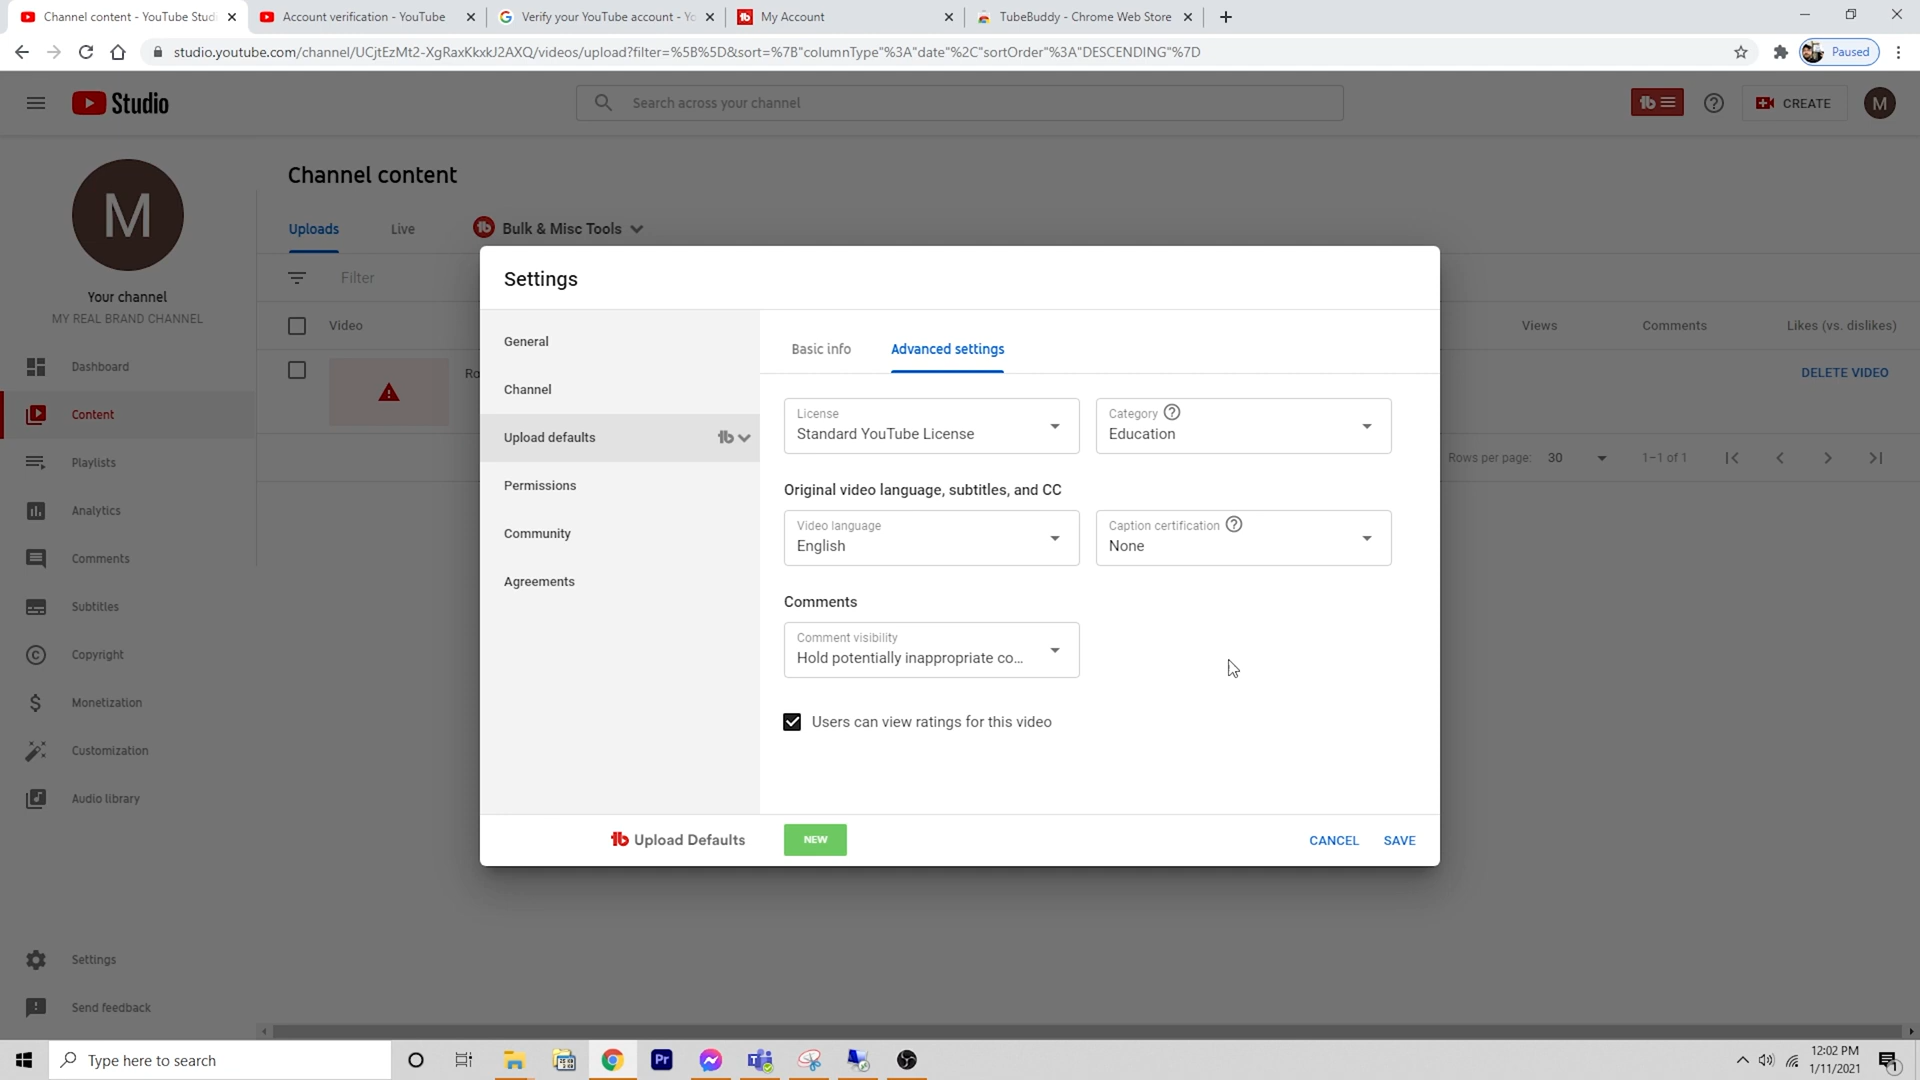 Channel content - YouTube Studi
Account verification - YouTube
Verify your YouTube account - Yo
My Account
TubeBuddy - Chrome Web Store
studio.youtube.com/channel/UCjtEzMt2-XgRaxKkxkJ2AXQ/videos/upload?filter=%5B%5D&sort=%7B"columnType"%3A"date"%2C"sortOrder"%3A"DESCENDING"%7D
Paused
Studio
Search across your channel
CREATE
M
M
Your channel
MY REAL BRAND CHANNEL
Dashboard
Content
Playlists
Analytics
Comments
Subtitles
Copyright
Monetization
Customization
Audio library
Settings
Send feedback
Channel content
Uploads
Live
Bulk & Misc Tools
Filter
Video
Views
Comments
Likes (vs. dislikes)
Ro
DELETE VIDEO
Rows per page:
30
1–1 of 1
Settings
General
Channel
Upload defaults
Permissions
Community
Agreements
Basic info
Advanced settings
License
Standard YouTube License
Category
Education
Original video language, subtitles, and CC
Video language
English
Caption certification
None
Comments
Comment visibility
Hold potentially inappropriate co...
Users can view ratings for this video
Upload Defaults
NEW
CANCEL
SAVE
Type here to search
Pr
12:02 PM
1/11/2021
1